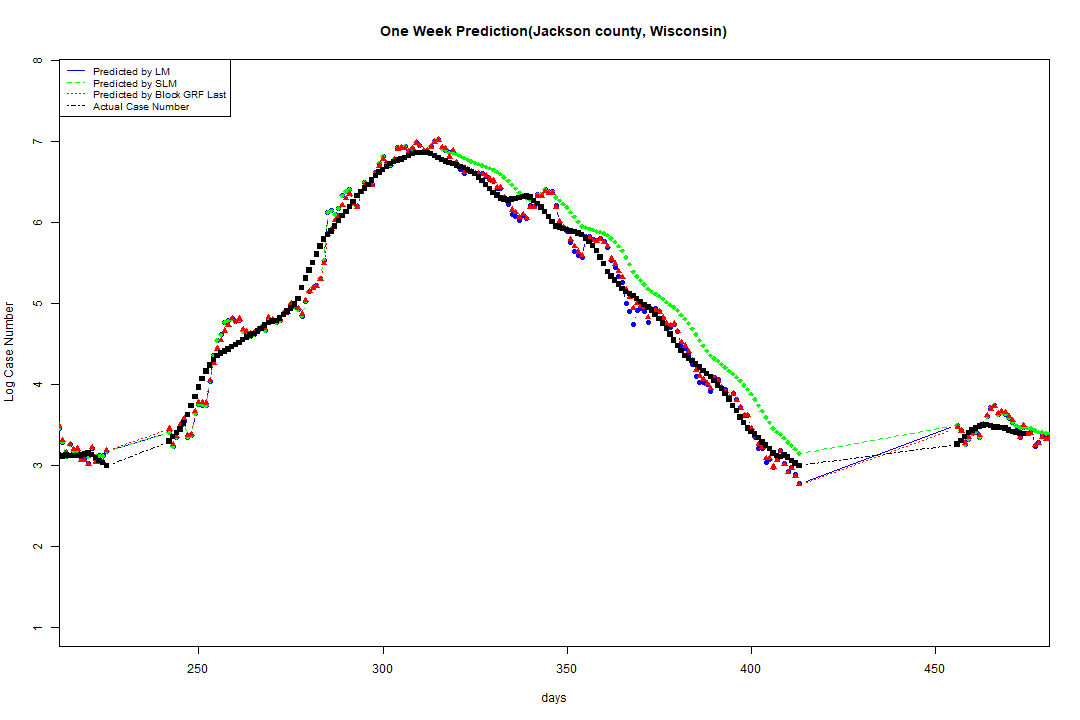 One Week Prediction(Jackson county, Wisconsin)
Predicted by LM
Predicted by SLM
Predicted by Block GRF Last
Actual Case Number
8
7
6
5
4
3
2
1
Log Case Number
250 300 350 400 450
days